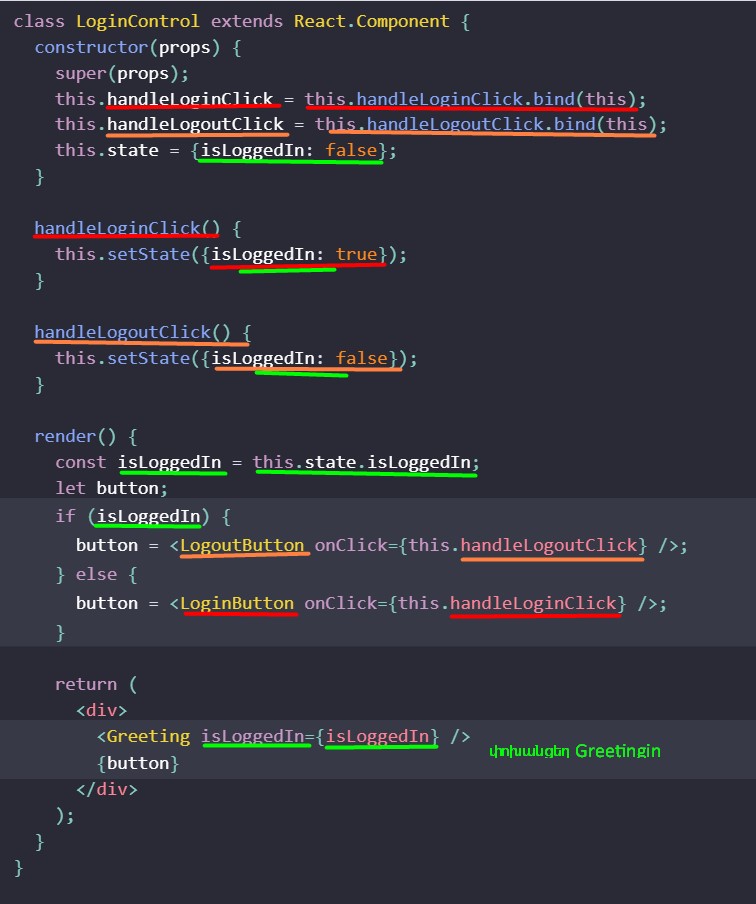 class LoginControl extends React.Component {
constructor(props) {
super(props);
this.handleLoginClick = this.handleLoginClick.bind(this);
this.handleLogoutClick = this.handleLogoutClick.bind(this);
this.state = {isLoggedIn: false};
}
handleLoginClick() {
this.setState({isLoggedIn: true});
}
handleLogoutClick() {
this.setState({isLoggedIn: false});
}
render() {
const isLoggedIn = this.state.isLoggedIn;
let button;
if (isLoggedIn) {
button = <LogoutButton onClick={this.handleLogoutClick} />;
} else {
button = <LoginButton onClick={this.handleLoginClick} />;
}
return (
<div>
<Greeting isLoggedIn={isLoggedIn} />
փոխանցեղ Greetingin
{button}
</div>
);
}
}